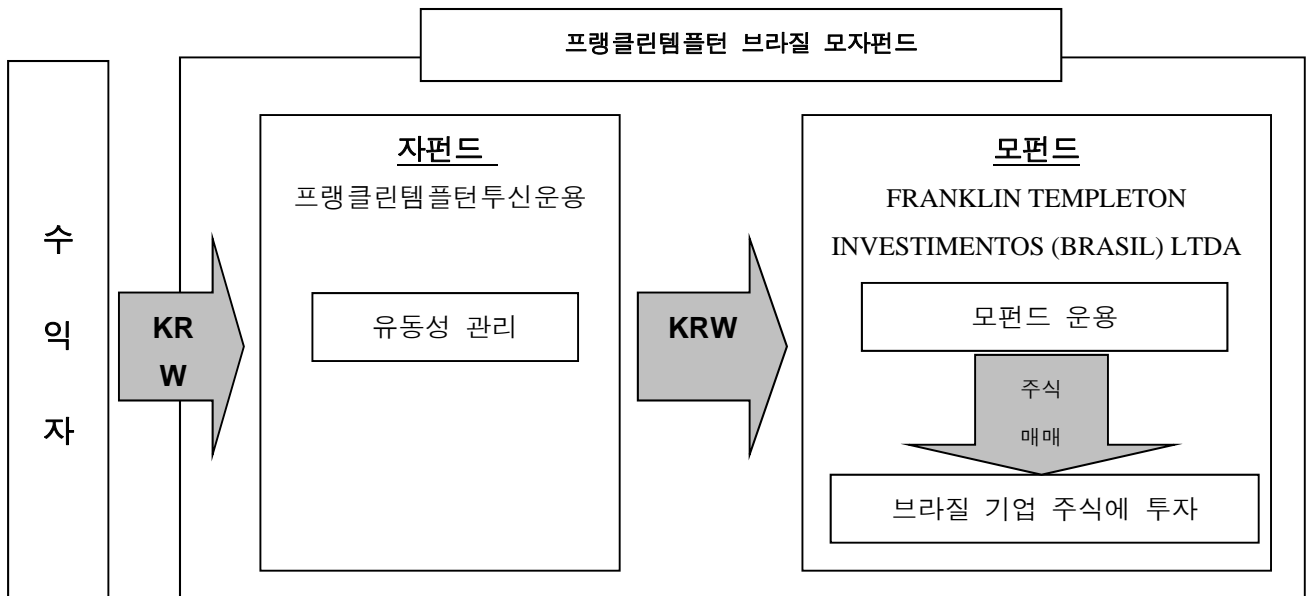 프랭클린템플턴 브라질 모자펀드
수
익
자
KR
W
자펀드
프랭클린템플턴투신운용
유동성 관리
KRW
모펀드
FRANKLIN TEMPLETON
INVESTIMENTOS (BRASIL) LTDA
모펀드 운용
주식
매매
브라질 기업 주식에 투자